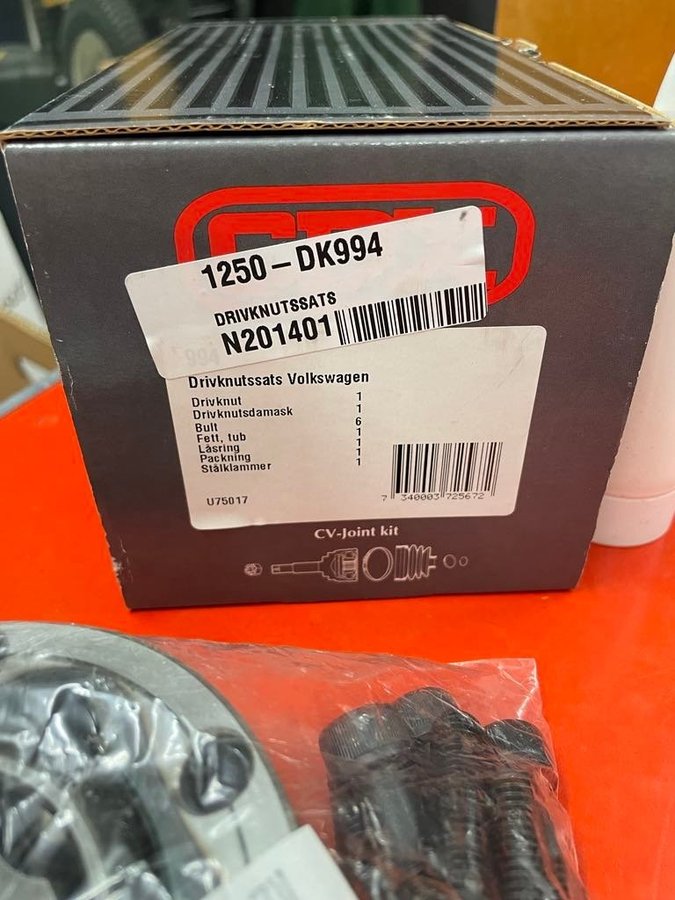 1250-DK994
DRIVKNUTSSATS
N201401
994
Drivknutssats Volkswagen
Drivknut 1
Drivknutsdamask 1
Bult 6
Fett, tub 1
Låsring 1
Packning 1
Stålklammer 1
U75017
7 340003 725672
CV-Joint kit